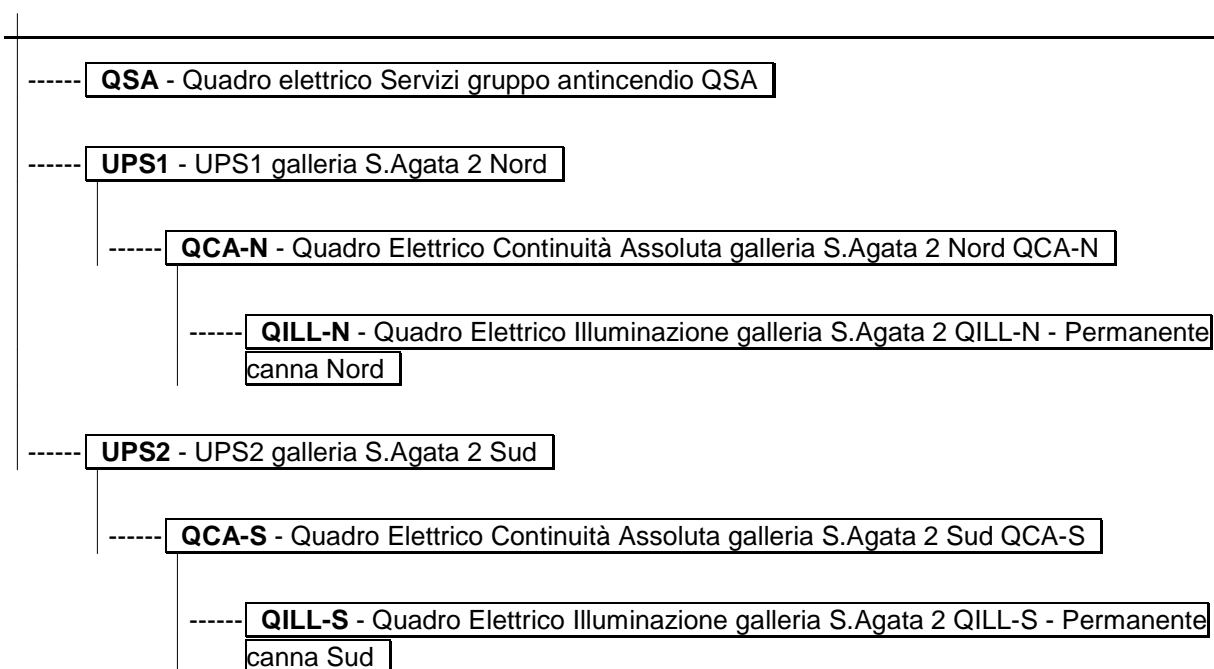 ------ QSA - Quadro elettrico Servizi gruppo antincendio QSA
------ UPS1 - UPS1 galleria S.Agata 2 Nord
------ QCA-N - Quadro Elettrico Continuità Assoluta galleria S.Agata 2 Nord QCA-N
------ QILL-N - Quadro Elettrico Illuminazione galleria S.Agata 2 QILL-N - Permanente
canna Nord
------ UPS2 - UPS2 galleria S.Agata 2 Sud
------ QCA-S - Quadro Elettrico Continuità Assoluta galleria S.Agata 2 Sud QCA-S
------ QILL-S - Quadro Elettrico Illuminazione galleria S.Agata 2 QILL-S - Permanente
canna Sud